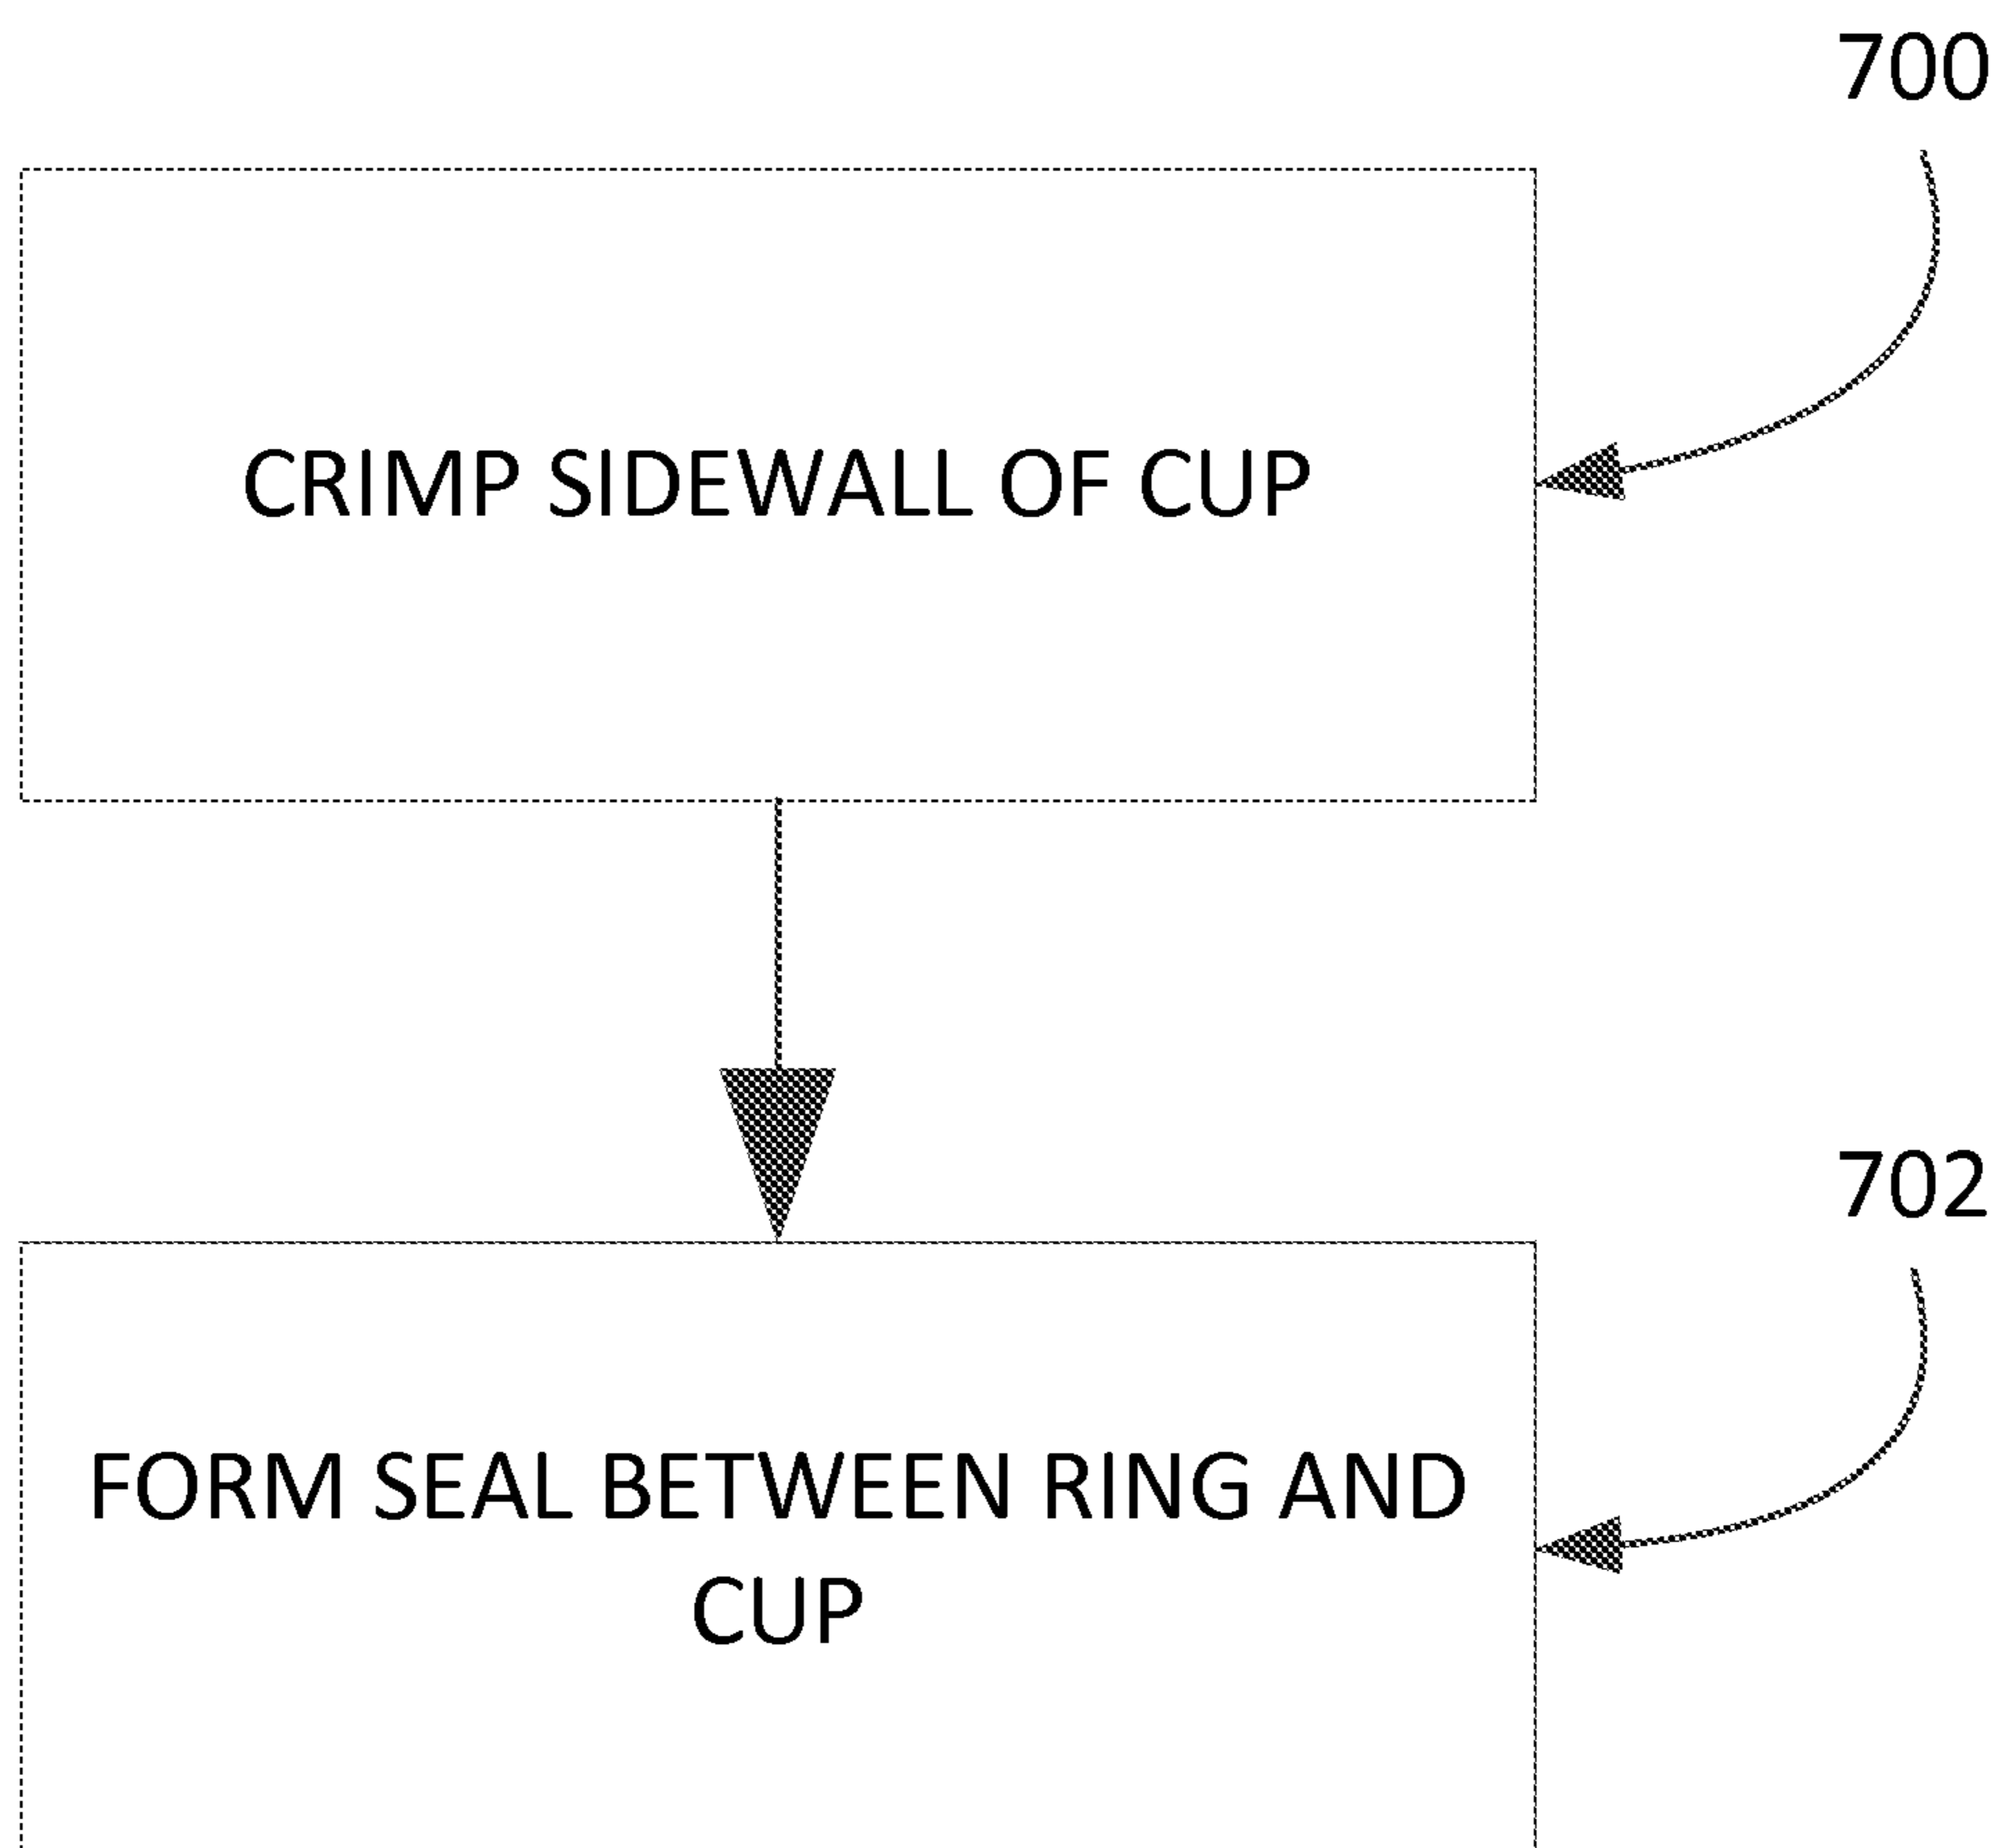 700
CRIMP SIDEWALL OF CUP
702
FORM SEAL BETWEEN RING AND
CUP